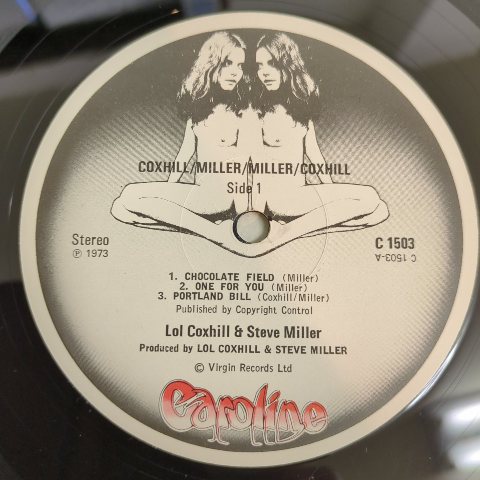 COXHILL/MILLER/MILLER/COXHILL
Side 1
Stereo
℗ 1973
C 1503
C 1503-A
1. CHOCOLATE FIELD (Miller)
2. ONE FOR YOU (Miller)
3. PORTLAND BILL (Coxhill/Miller)
Published by Copyright Control
Lol Coxhill & Steve Miller
Produced by LOL COXHILL & STEVE MILLER
© Virgin Records Ltd
Caroline